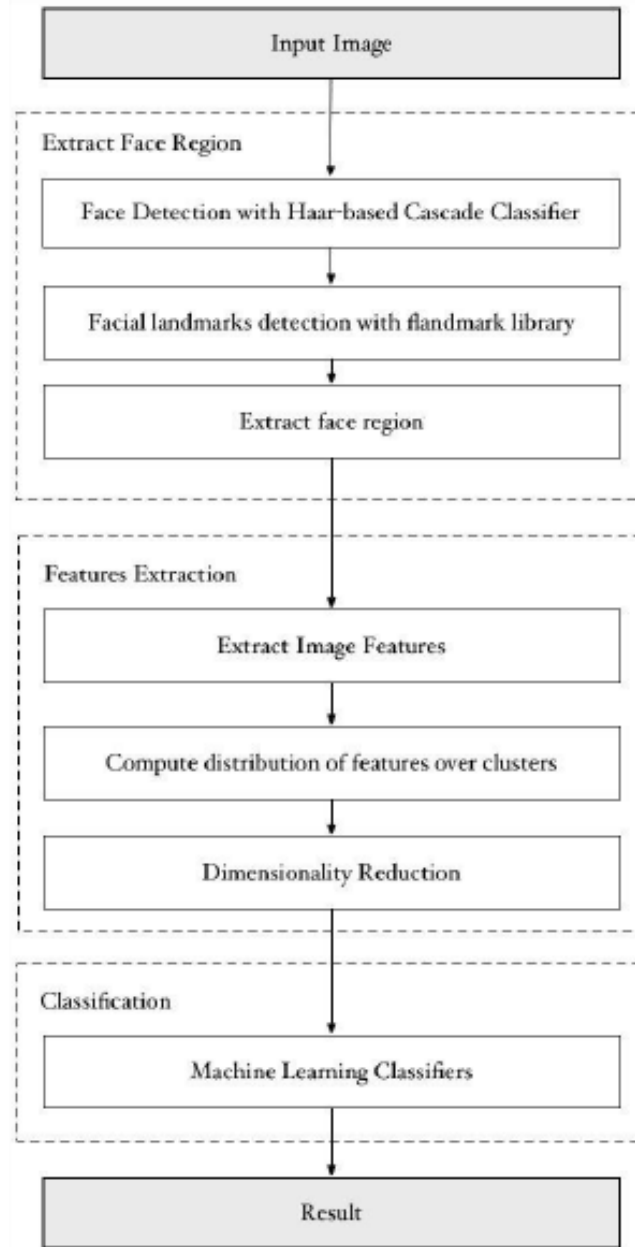 Input Image
Extract Face Region
Face Detection with Haar-based Cascade Classifier
Facial landmarks detection with flandmark library
Extract face region
Features Extraction
Extract Image Features
Compute distribution of features over clusters
Dimensionality Reduction
Classification
Machine Learning Classifiers
Result